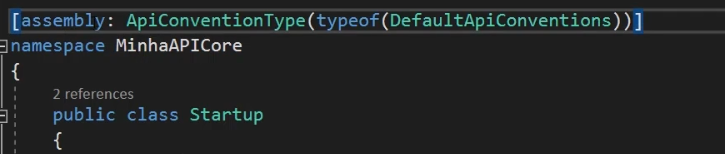 [assembly: ApiConventionType(typeof(DefaultApiConventions))]
namespace MinhaAPICore
{
2 references
public class Startup
{